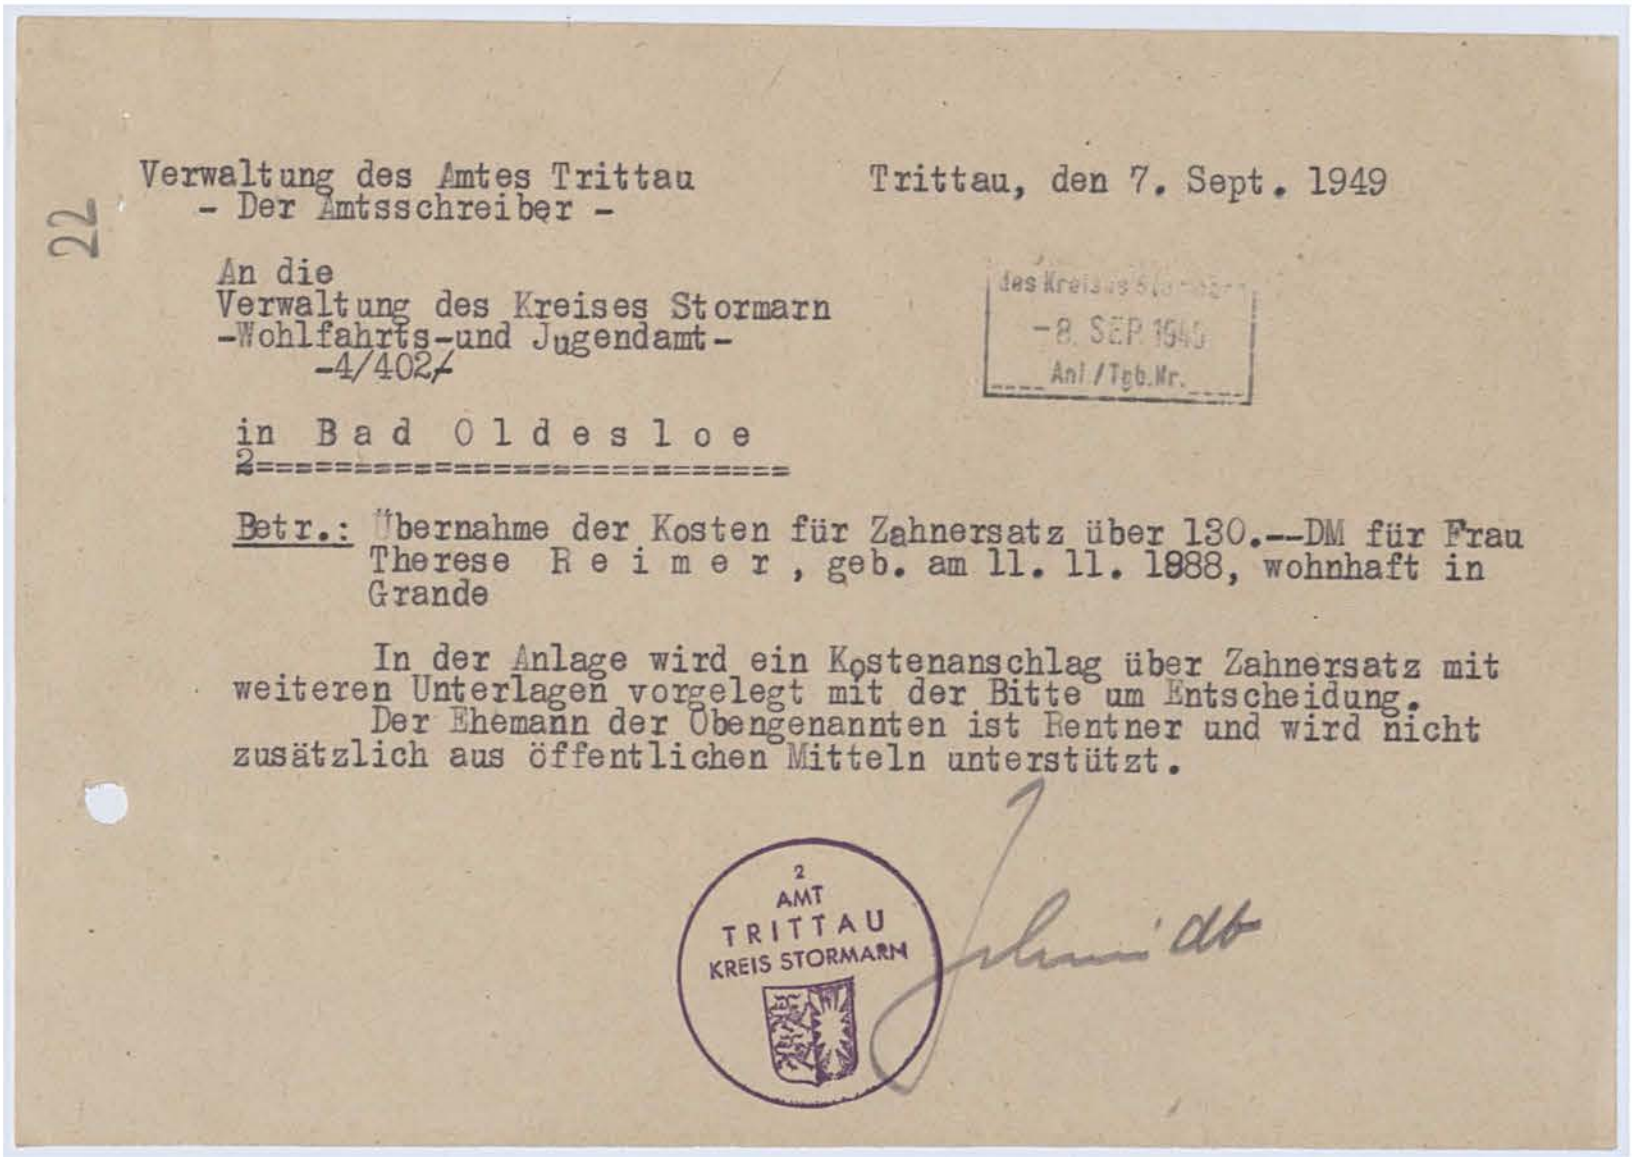 22
Verwaltung des Amtes Trittau
- Der Amtsschreiber -
Trittau, den 7. Sept. 1949
An die
Verwaltung des Kreises Stormarn
-Wohlfahrts-und Jugendamt-
-4/402/-
des Kreises Stormarn
-8. SEP. 1949
Anl / Tgb.Nr.
in B a d O l d e s l o e
2===========================
Betr.: Übernahme der Kosten für Zahnersatz über 130.--DM für Frau
Therese R e i m e r , geb. am 11. 11. 1888, wohnhaft in
Grande
In der Anlage wird ein Kostenanschlag über Zahnersatz mit
weiteren Unterlagen vorgelegt mit der Bitte um Entscheidung.
Der Ehemann der Obengenannten ist Rentner und wird nicht
zusätzlich aus öffentlichen Mitteln unterstützt.
2
AMT
TRITTAU
KREIS STORMARN
Schmidt